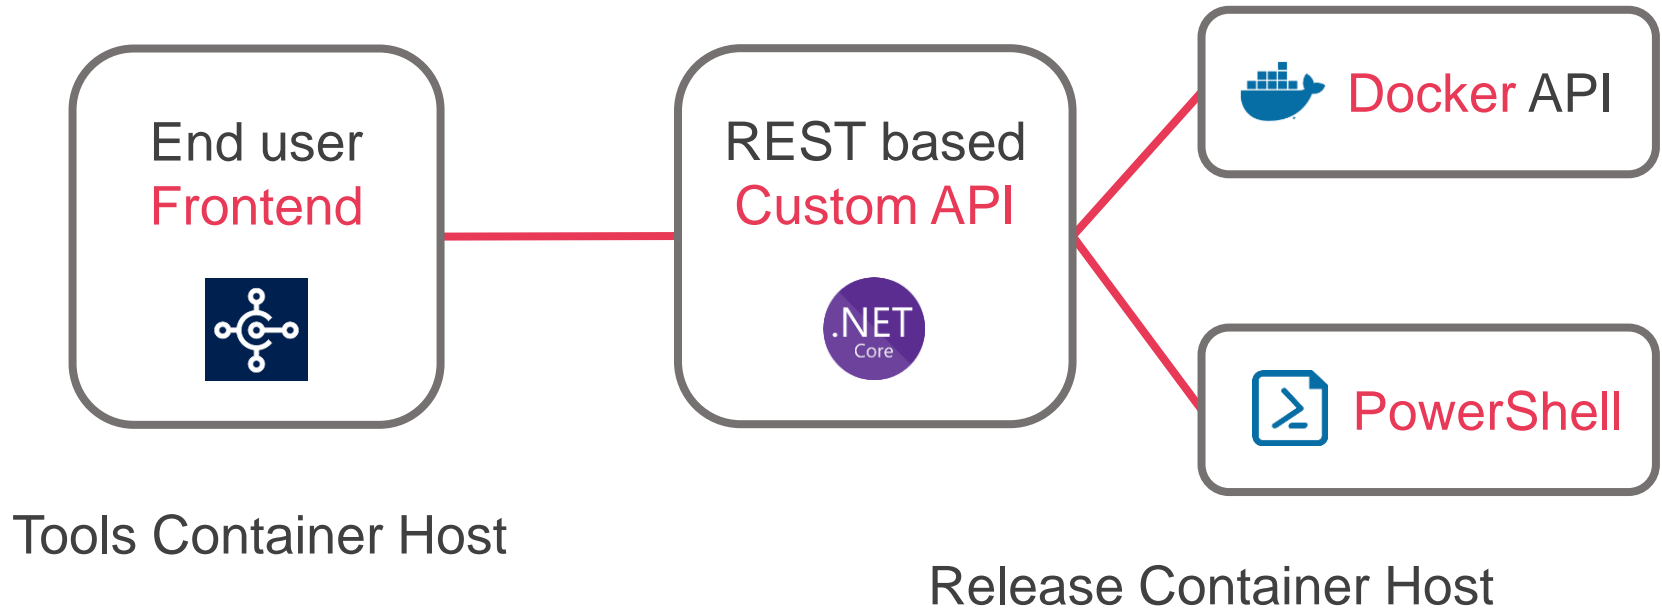 End user
Frontend
REST based
Custom API
.NET
Core
Docker API
PowerShell
Tools Container Host
Release Container Host